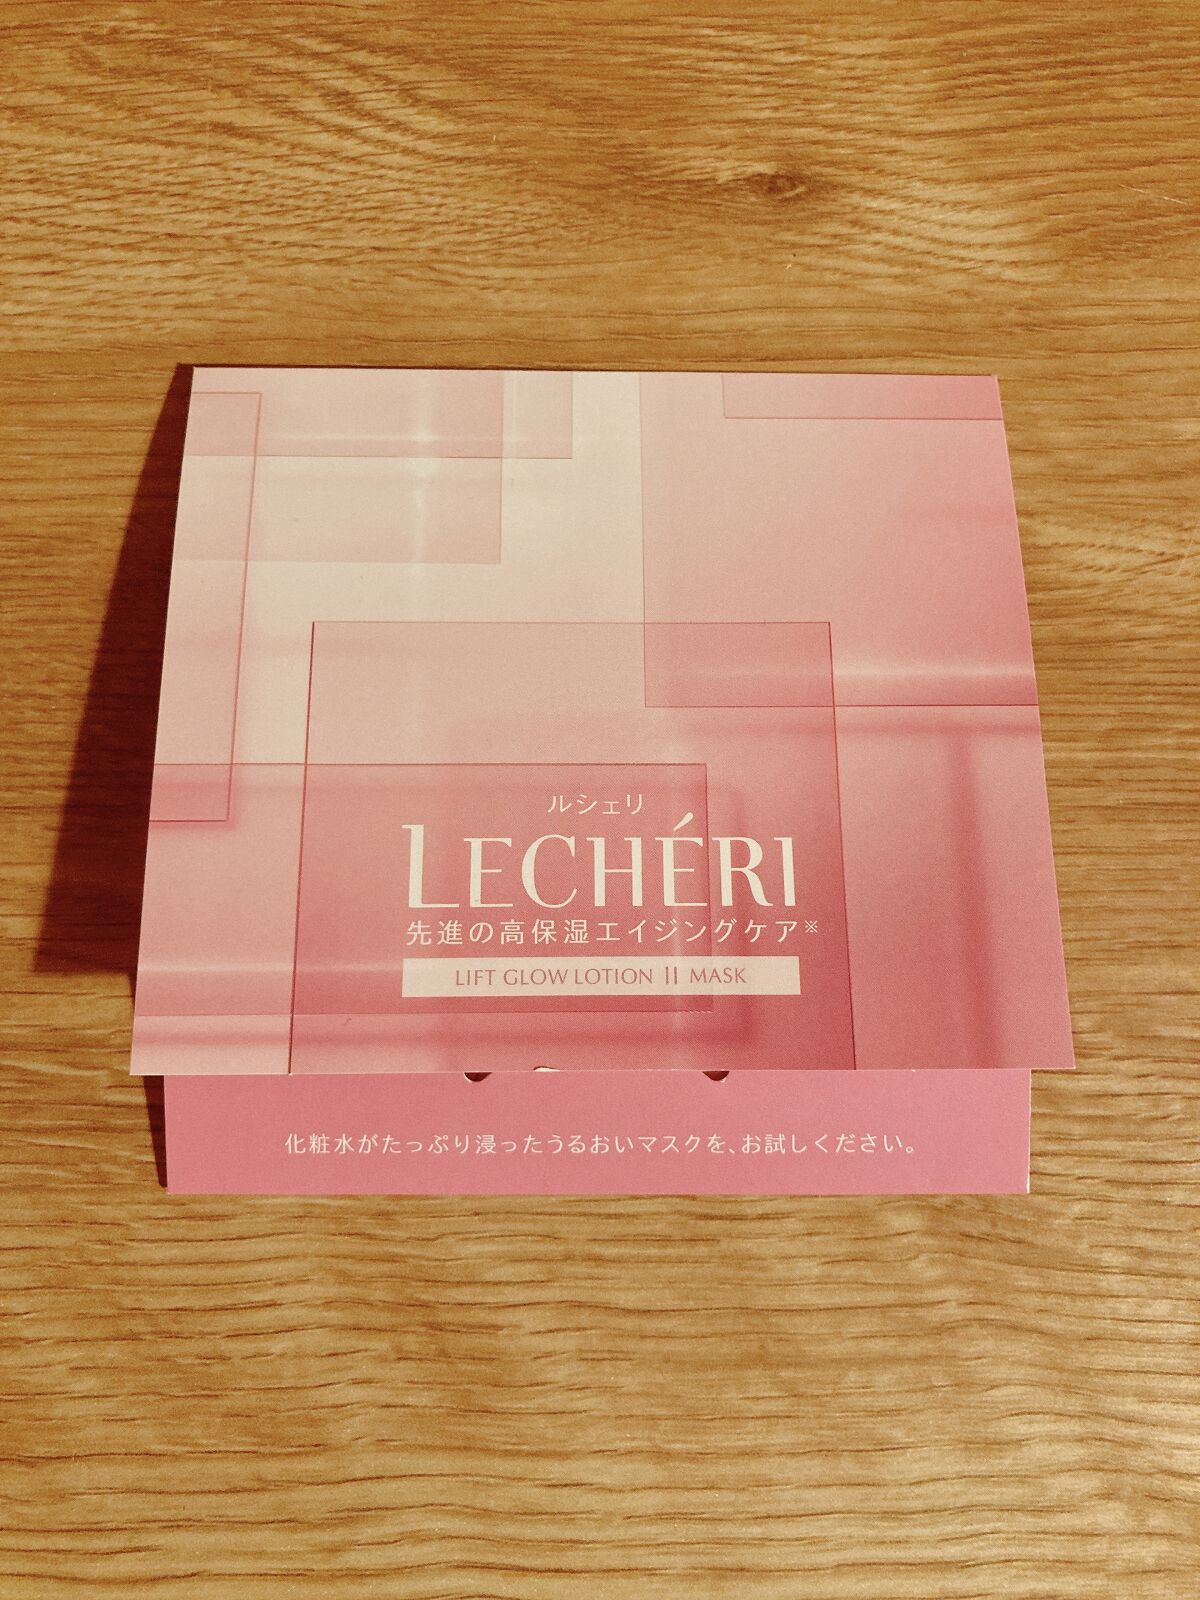 ルシェリ
LECHÉRI
先進の高保湿エイジングケア※
LIFT GLOW LOTION II MASK
化粧水がたっぷり浸ったうるおいマスクを、お試しください。